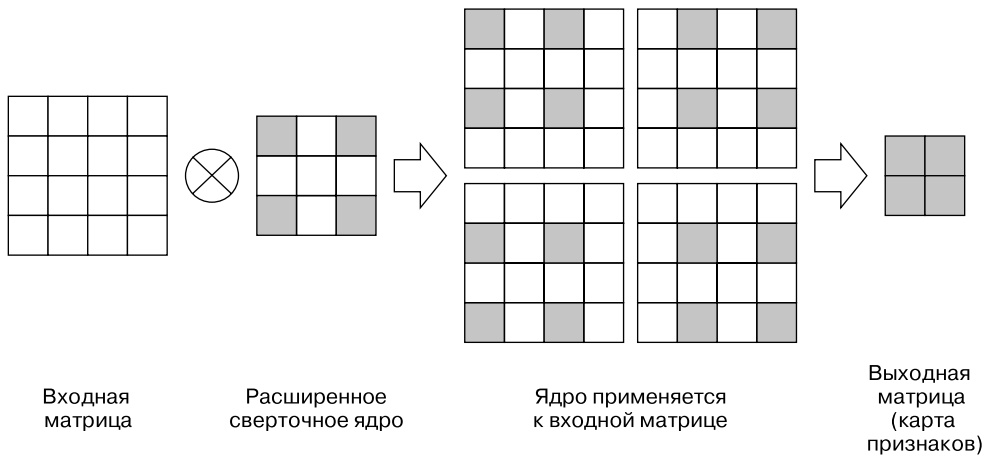 Входная
матрица
Расширенное
сверточное ядро
Ядро применяется
к входной матрице
Выходная
матрица
(карта
признаков)